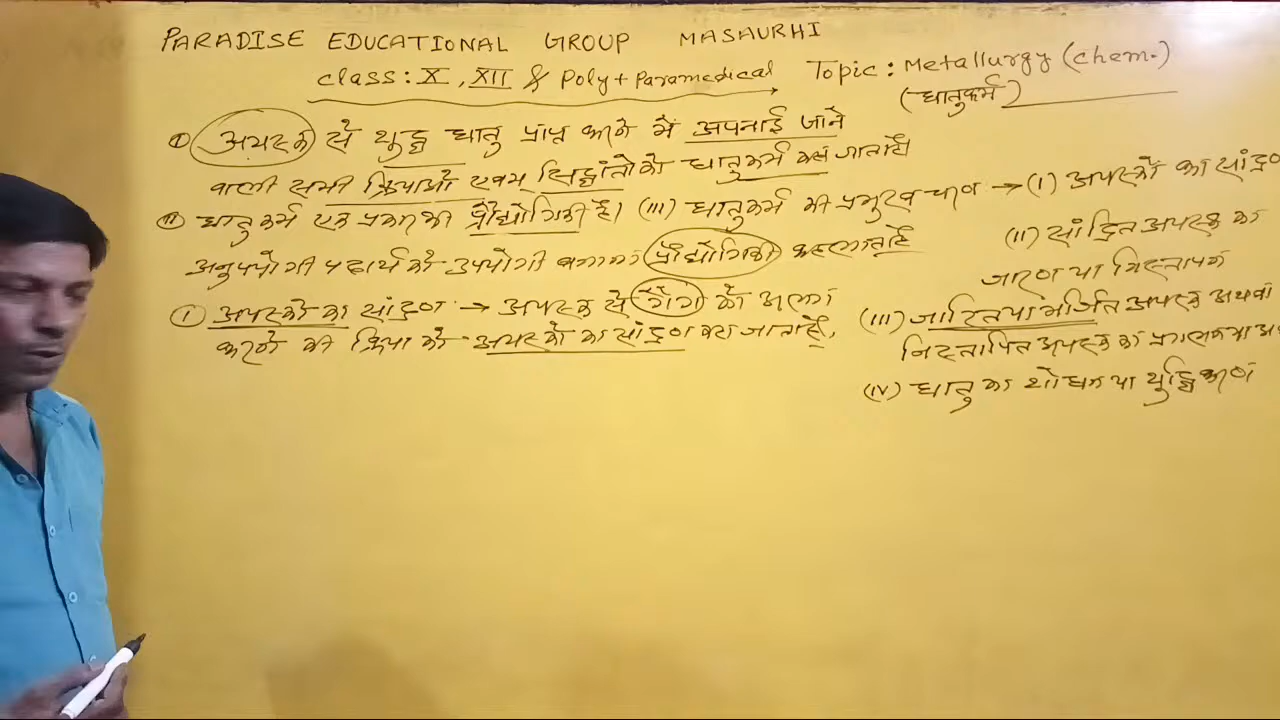 PARADISE EDUCATIONAL GROUP MASAURHI
class: X, XII & Poly + Paramedical Topic: Metallurgy (chem.)
(धातुकर्म)
① अयस्क से शुद्ध धातु प्राप्त करने में अपनाई जाने
वाली सभी क्रियाओं एवम् सिद्धांतो को धातुकर्म कहा जाता है
② धातुकर्म एक प्रकार की प्रौद्योगिकी है। (III) धातुकर्म की प्रमुख चरण → (I) अयस्कों का सांद्रण
अनुपयोगी पदार्थ को उपयोगी बनाना प्रौद्योगिकी कहलाता है
(II) सांद्रित अयस्क का
जारण या निस्तापन
① अयस्को का सांद्रण → अयस्क से गैंग को अलग
करने की क्रिया को अयस्को का सांद्रण कहा जाता है,
(III) जारित या भर्जित अयस्क अथवा
निस्तापित अयस्क का प्रगलन या
(IV) धातु का शोधन या शुद्धिकरण